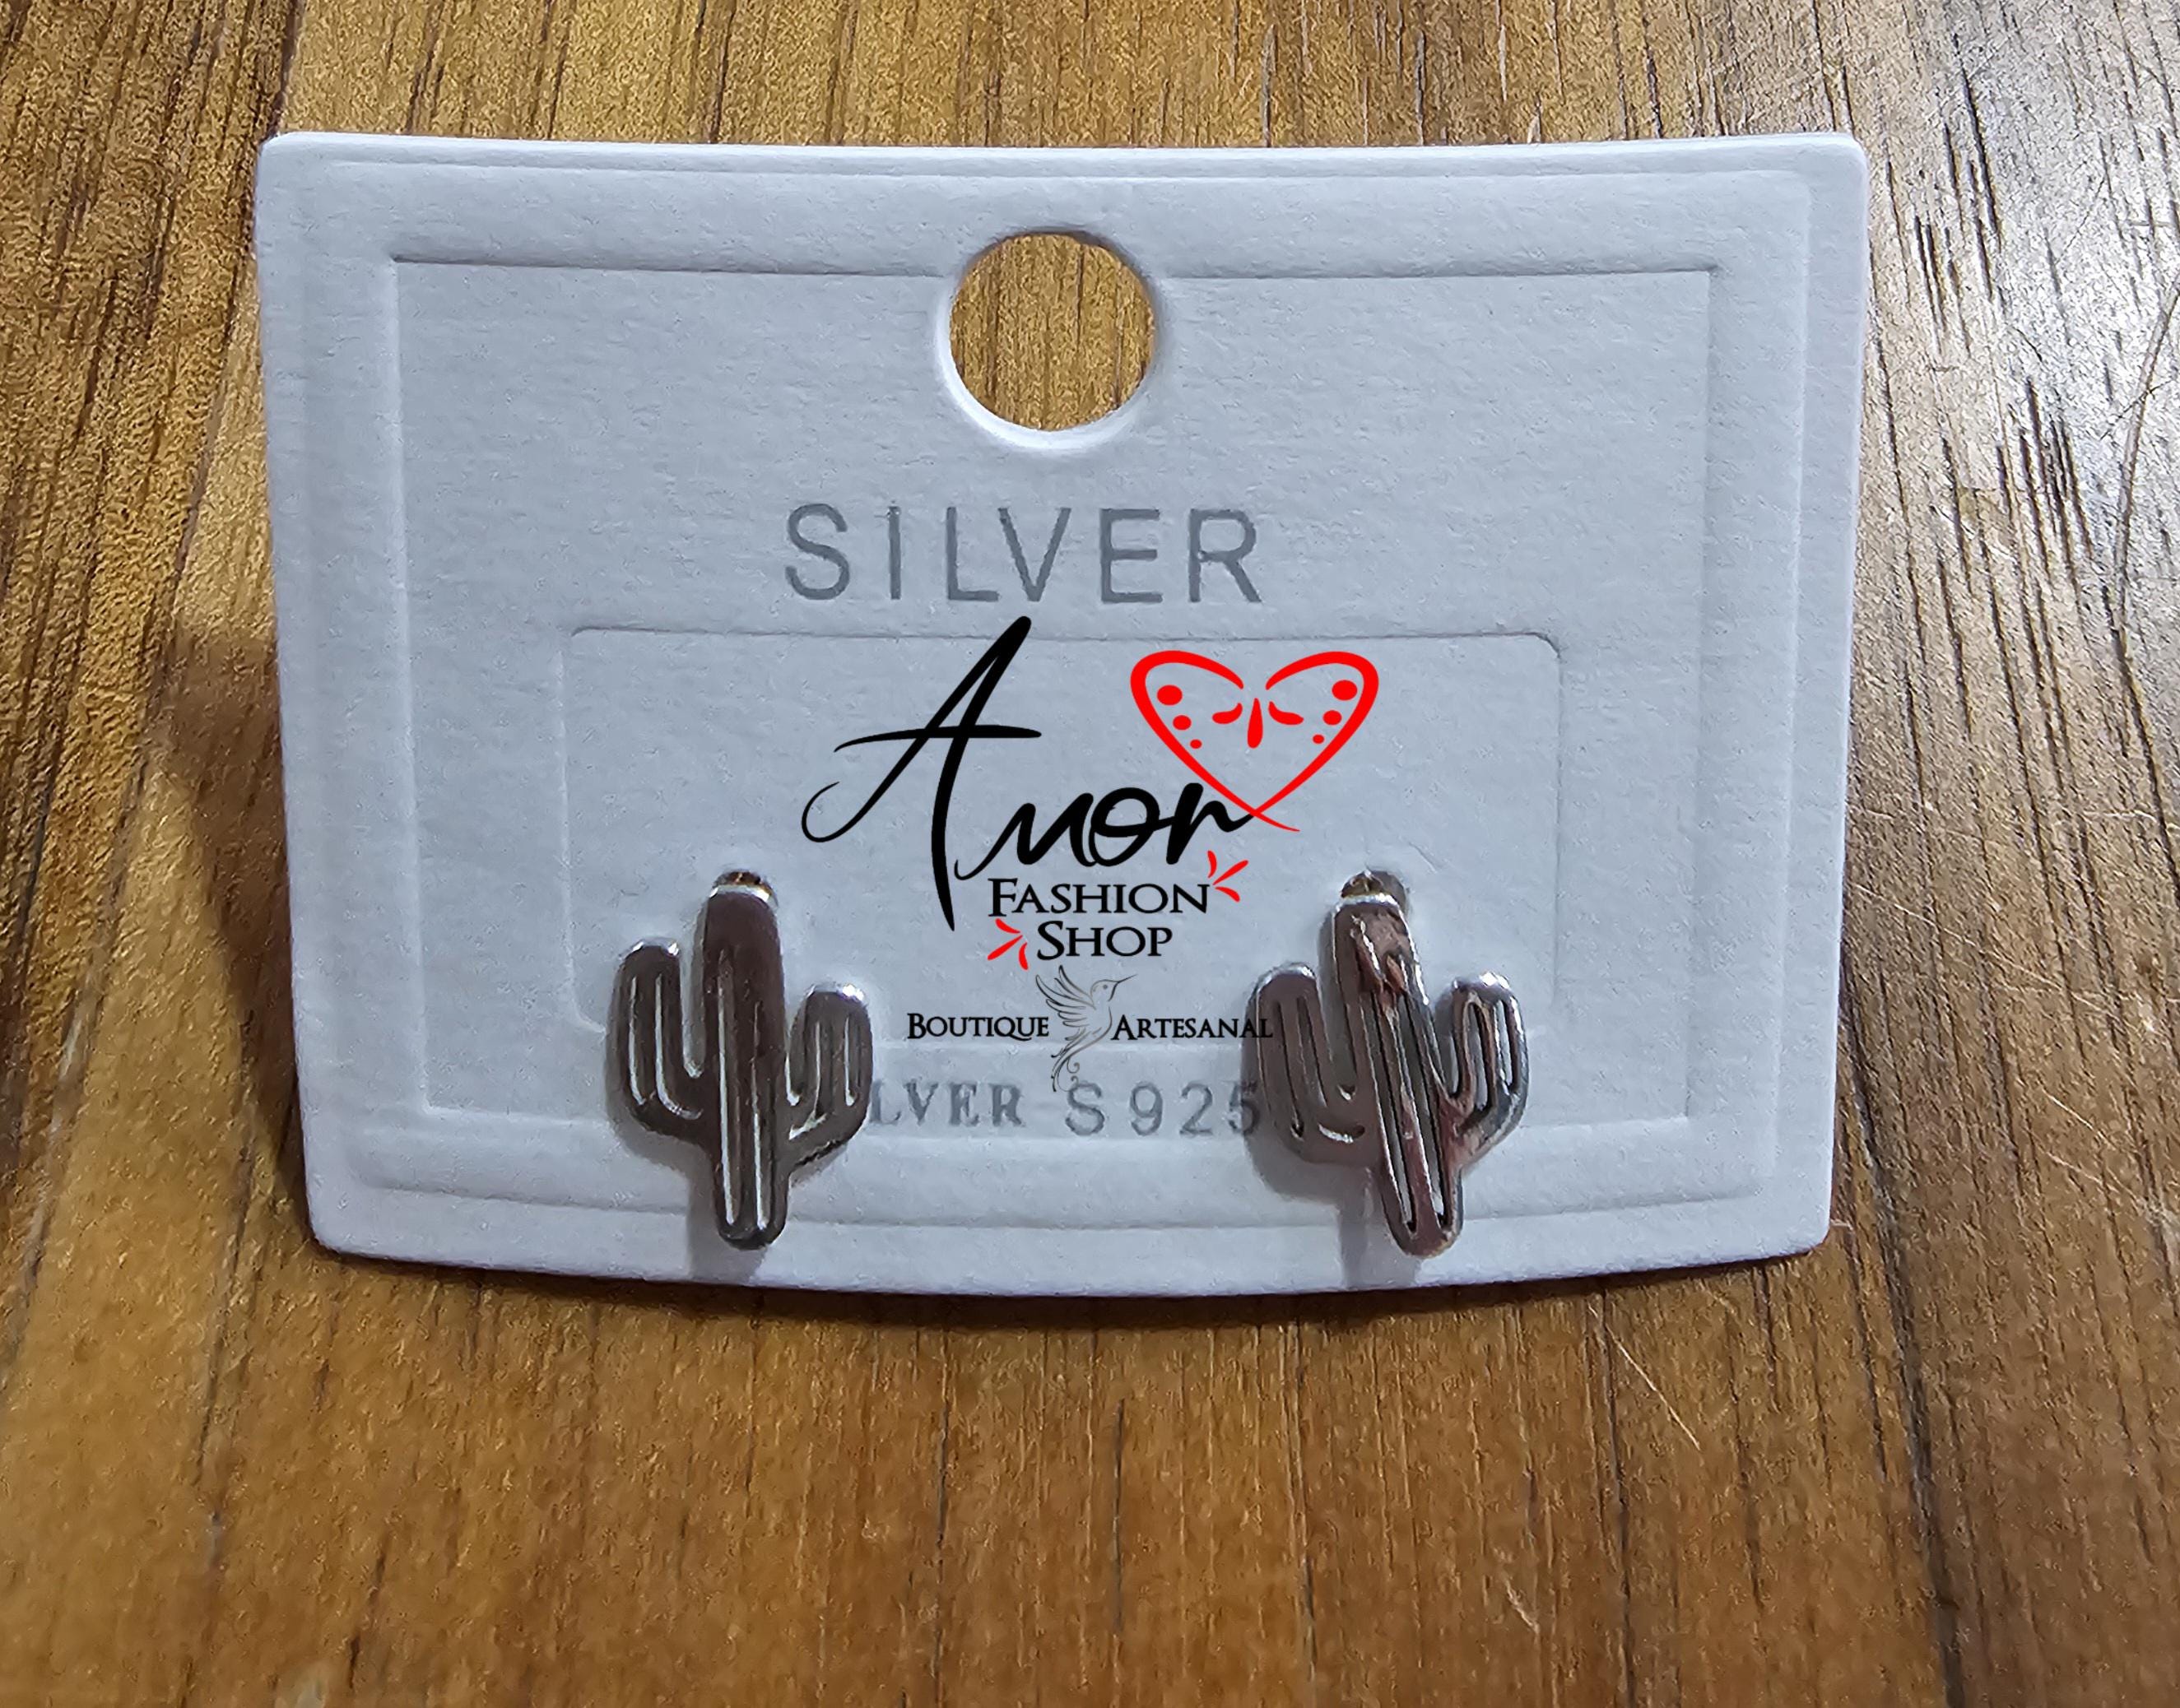 SILVER
Amor
FASHION
SHOP
BOUTIQUE ARTESANAL
LVER S925